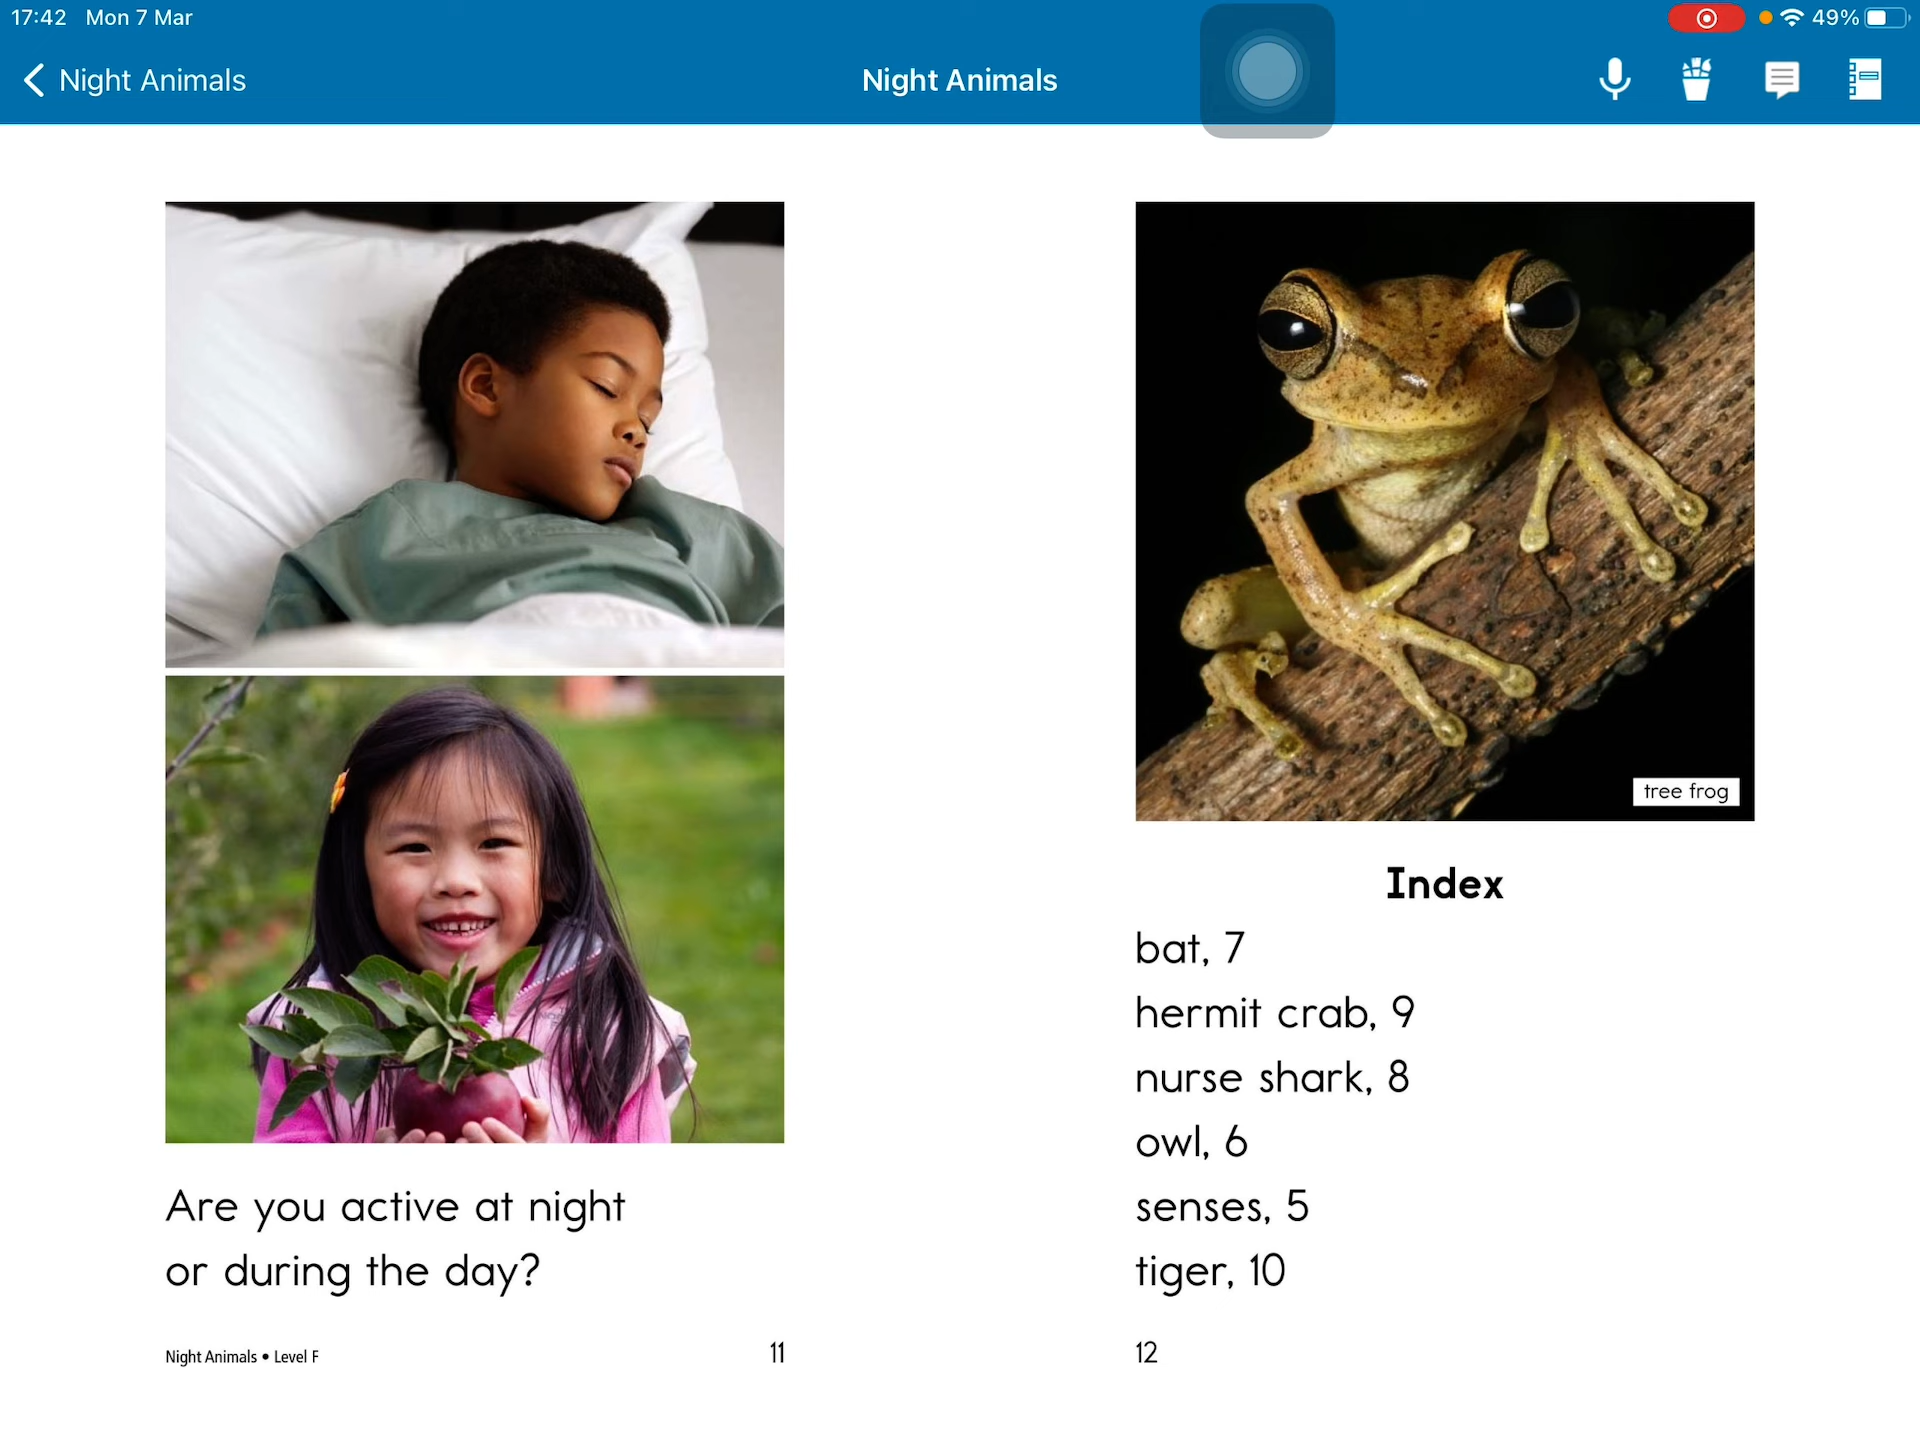 17:42 Mon 7 Mar
49%
Night Animals
Night Animals
Are you active at night
or during the day?
Night Animals • Level F
11
tree frog
Index
bat, 7
hermit crab, 9
nurse shark, 8
owl, 6
senses, 5
tiger, 10
12